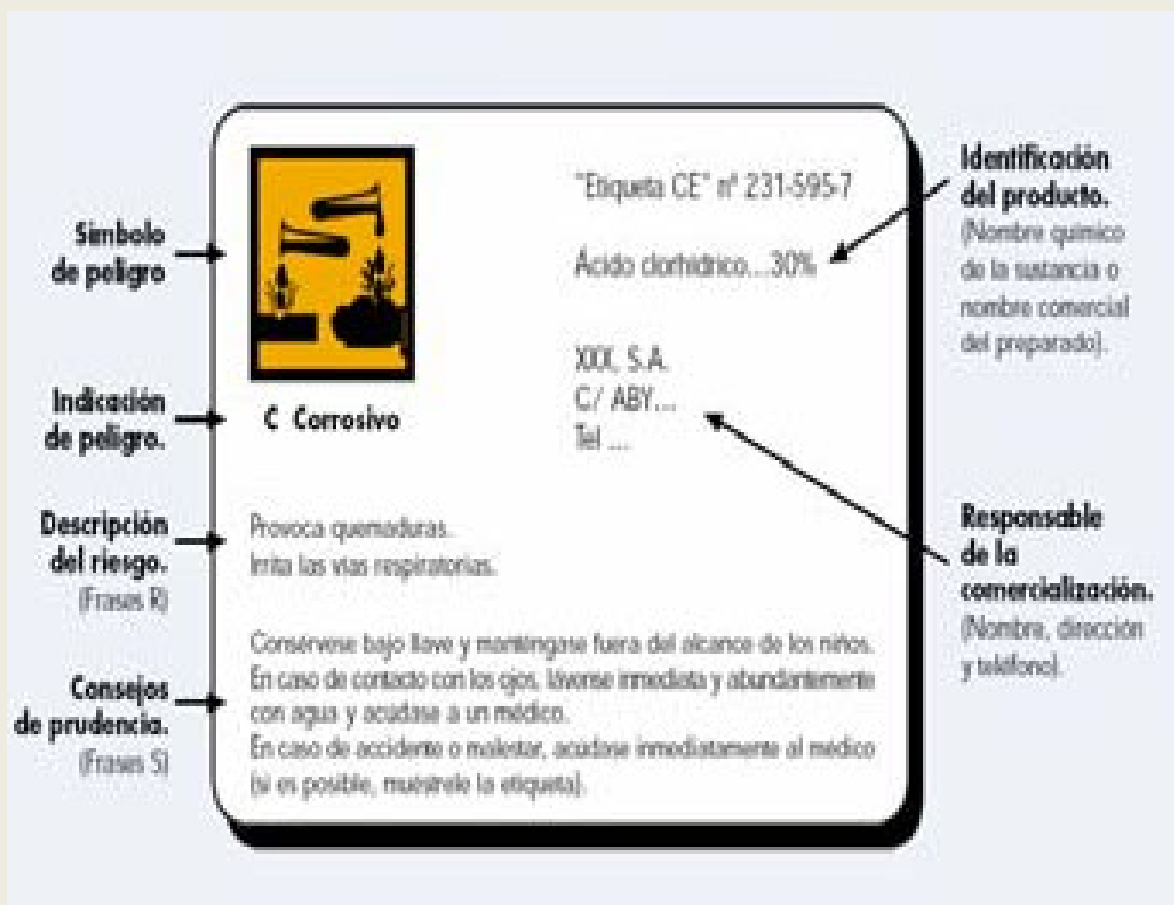 Símbolo
de peligro
Indicación
de peligro.
Descripción
del riesgo.
(Frases R)
Consejos
de prudencia.
(Frases S)
C Corrosivo
"Etiqueta CE" nº 231-595-7
Ácido clorhídrico...30%
XXX, S.A.
C/ ABY...
Tel ...
Provoca quemaduras.
Irrita las vías respiratorias.
Consérvese bajo llave y manténgase fuera del alcance de los niños.
En caso de contacto con los ojos, lávense inmediata y abundantemente
con agua y acúdase a un médico.
En caso de accidente o malestar, acúdase inmediatamente al médico
(si es posible, muéstrele la etiqueta).
Identificación
del producto.
(Nombre químico
de la sustancia o
nombre comercial
del preparado).
Responsable
de la
comercialización.
(Nombre, dirección
y teléfono).